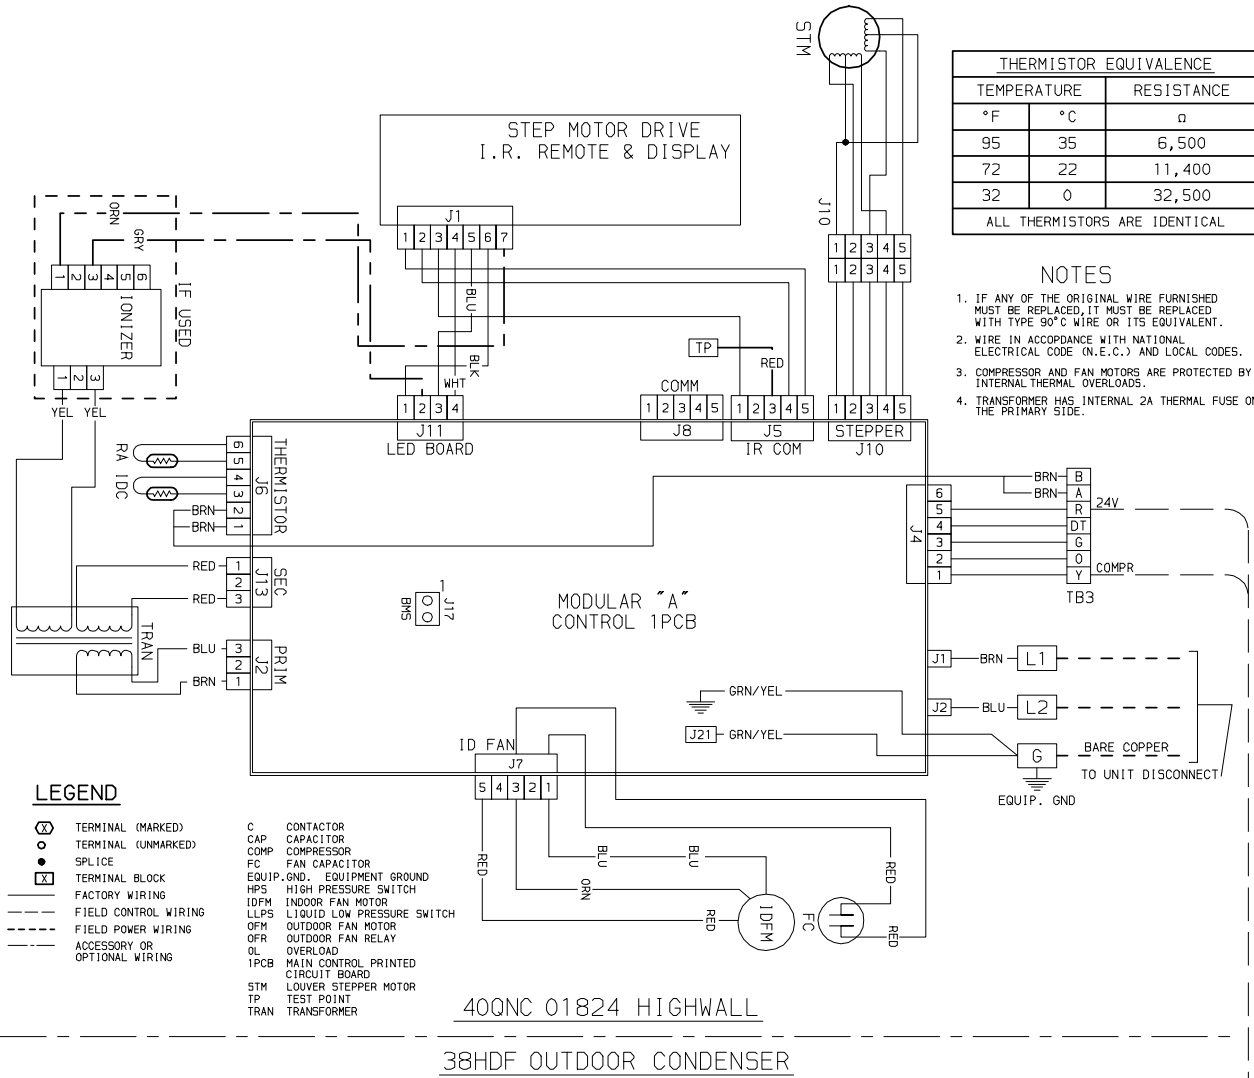 STM
THERMISTOR EQUIVALENCE
TEMPERATURE RESISTANCE
°F °C Ω
95 35 6,500
72 22 11,400
32 0 32,500
ALL THERMISTORS ARE IDENTICAL
STEP MOTOR DRIVE
I.R. REMOTE & DISPLAY
J1
1 2 3 4 5 6 7
J10
1 2 3 4 5
1 2 3 4 5
ORN
GRY
1 2 3 4 5 6
IONIZER
IF USED
1 2 3
YEL YEL
BLU
BLK
WHT
TP
RED
NOTES
1. IF ANY OF THE ORIGINAL WIRE FURNISHED
MUST BE REPLACED, IT MUST BE REPLACED
WITH TYPE 90°C WIRE OR ITS EQUIVALENT.
2. WIRE IN ACCOPDANCE WITH NATIONAL
ELECTRICAL CODE (N.E.C.) AND LOCAL CODES.
3. COMPRESSOR AND FAN MOTORS ARE PROTECTED BY
INTERNAL THERMAL OVERLOADS.
4. TRANSFORMER HAS INTERNAL 2A THERMAL FUSE ON
THE PRIMARY SIDE.
1 2 3 4
J11
LED BOARD
COMM
1 2 3 4 5
J8
1 2 3 4 5
J5
IR COM
1 2 3 4 5
STEPPER
J10
RA
IDC
6
5
4
3
2
1
J6
THERMISTOR
BRN
BRN
RED
RED
1
2
3
J13
SEC
TRAN
BLU
BRN
3
2
1
J2
PRIM
1
J17
BMS
MODULAR "A"
CONTROL 1PCB
6
5
4
3
2
1
J4
BRN B
BRN A
R 24V
DT
G
O
Y COMPR
TB3
J1 BRN L1
J2 BLU L2
GRN/YEL
J21 GRN/YEL
G BARE COPPER
TO UNIT DISCONNECT
EQUIP. GND
ID FAN
J7
5 4 3 2 1
RED
ORN
BLU
BLU
RED
IDFM
FC
RED
RED
LEGEND
X TERMINAL (MARKED)
TERMINAL (UNMARKED)
SPLICE
X TERMINAL BLOCK
FACTORY WIRING
FIELD CONTROL WIRING
FIELD POWER WIRING
ACCESSORY OR
OPTIONAL WIRING
C CONTACTOR
CAP CAPACITOR
COMP COMPRESSOR
FC FAN CAPACITOR
EQUIP.GND. EQUIPMENT GROUND
HPS HIGH PRESSURE SWITCH
IDFM INDOOR FAN MOTOR
LLPS LIQUID LOW PRESSURE SWITCH
OFM OUTDOOR FAN MOTOR
OFR OUTDOOR FAN RELAY
OL OVERLOAD
1PCB MAIN CONTROL PRINTED
CIRCUIT BOARD
STM LOUVER STEPPER MOTOR
TP TEST POINT
TRAN TRANSFORMER
40QNC 01824 HIGHWALL
38HDF OUTDOOR CONDENSER